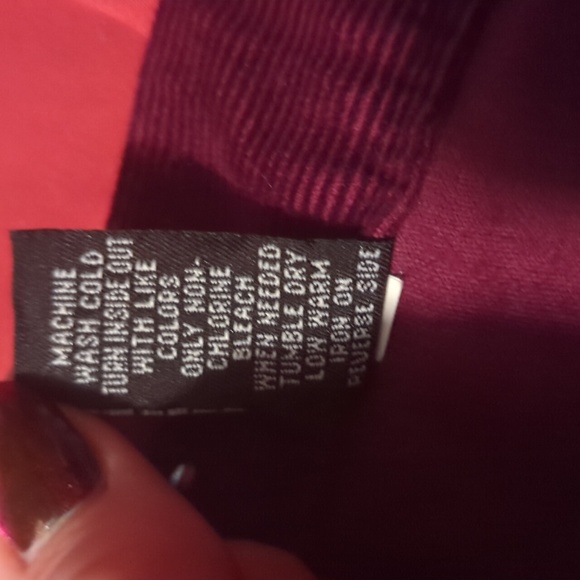 MACHINE
WASH COLD
TURN INSIDE OUT
WITH LIKE
COLORS
ONLY NON-
CHLORINE
BLEACH
WHEN NEEDED
TUMBLE DRY
LOW WARM
IRON ON
REVERSE SIDE